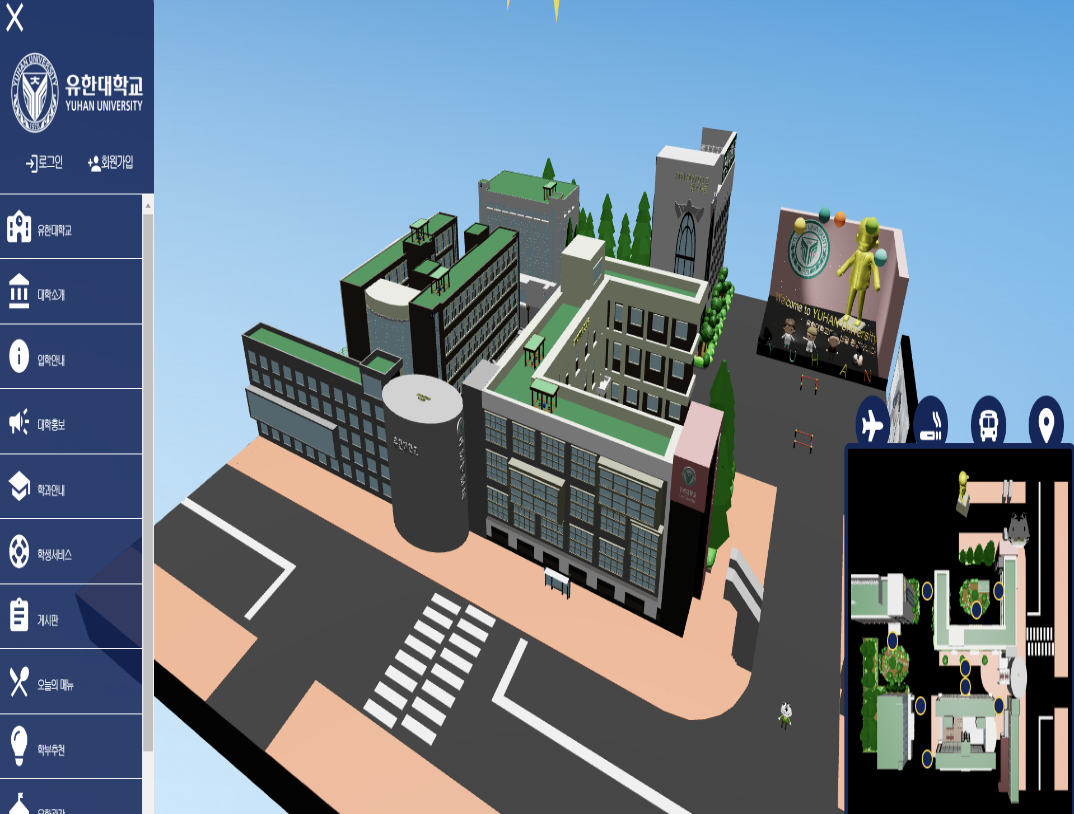 YUHAN UNIVERSITY
유한대학교
YUHAN UNIVERSITY
로그인
회원가입
유한대학교
대학소개
입학안내
대학홍보
학과안내
학생서비스
게시판
오늘의 메뉴
학부추천
Welcome to YUHAN University
Y U H A N